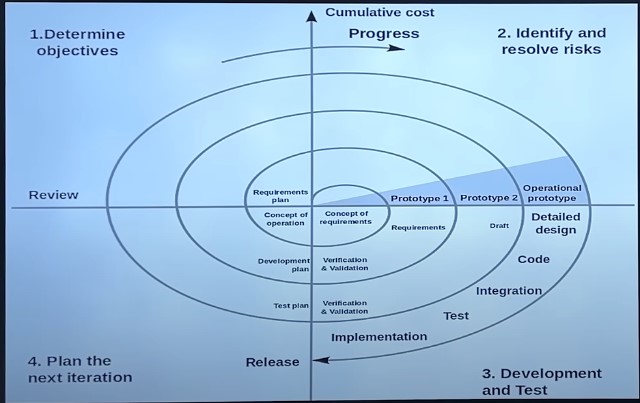 Cumulative cost
1.Determine
objectives
Progress
2. Identify and
resolve risks
Review
Requirements
plan
Prototype 1
Prototype 2
Operational
prototype
Concept of
operation
Concept of
requirements
Requirements
Draft
Detailed
design
Development
plan
Verification
& Validation
Code
Integration
Test plan
Verification
& Validation
Test
Implementation
Release
4. Plan the
next iteration
3. Development
and Test